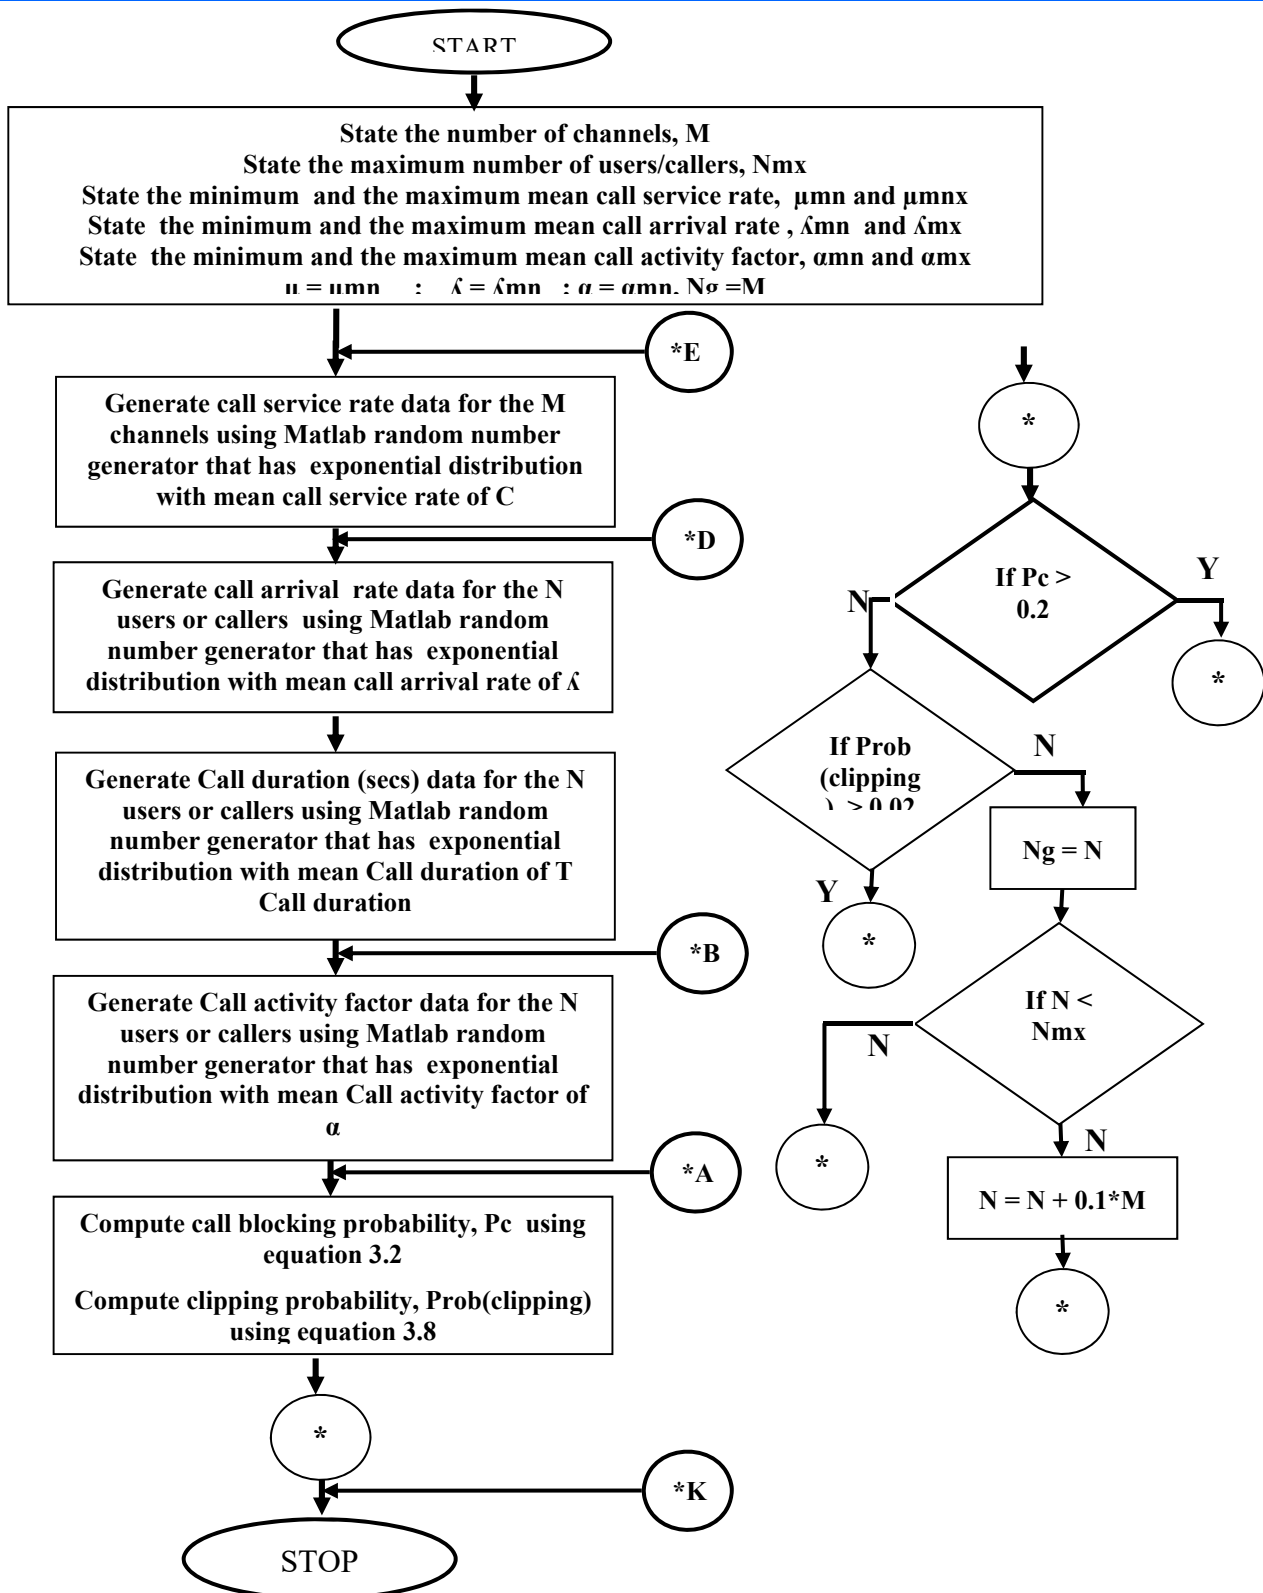 START
State the number of channels, M
State the maximum number of users/callers, Nmx
State the minimum and the maximum mean call service rate, µmn and µmnx
State the minimum and the maximum mean call arrival rate , ʎmn and ʎmx
State the minimum and the maximum mean call activity factor, αmn and αmx
µ = µmn ; ʎ = ʎmn ; α = αmn, Ng =M
*E
Generate call service rate data for the M
channels using Matlab random number
generator that has exponential distribution
with mean call service rate of C
*D
Generate call arrival rate data for the N
users or callers using Matlab random
number generator that has exponential
distribution with mean call arrival rate of ʎ
Generate Call duration (secs) data for the N
users or callers using Matlab random
number generator that has exponential
distribution with mean Call duration of T
Call duration
*B
Generate Call activity factor data for the N
users or callers using Matlab random
number generator that has exponential
distribution with mean Call activity factor of
α
*A
Compute call blocking probability, Pc using
equation 3.2
Compute clipping probability, Prob(clipping)
using equation 3.8
*
*K
STOP
*
If Pc >
0.2
Y
*
N
If Prob
(clipping
) > 0.02
N
Y
*
Ng = N
If N <
Nmx
N
*
N
N = N + 0.1*M
*